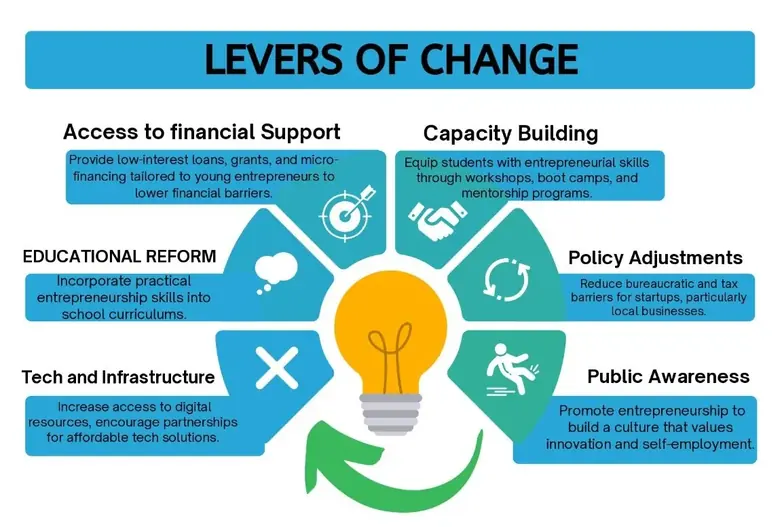 LEVERS OF CHANGE
Access to financial Support
Provide low-interest loans, grants, and micro-
financing tailored to young entrepreneurs to
lower financial barriers.
Capacity Building
Equip students with entrepreneurial skills
through workshops, boot camps, and
mentorship programs.
EDUCATIONAL REFORM
Incorporate practical
entrepreneurship skills into
school curriculums.
Policy Adjustments
Reduce bureaucratic and tax
barriers for startups, particularly
local businesses.
Tech and Infrastructure
Increase access to digital
resources, encourage partnerships
for affordable tech solutions.
Public Awareness
Promote entrepreneurship to
build a culture that values
innovation and self-employment.